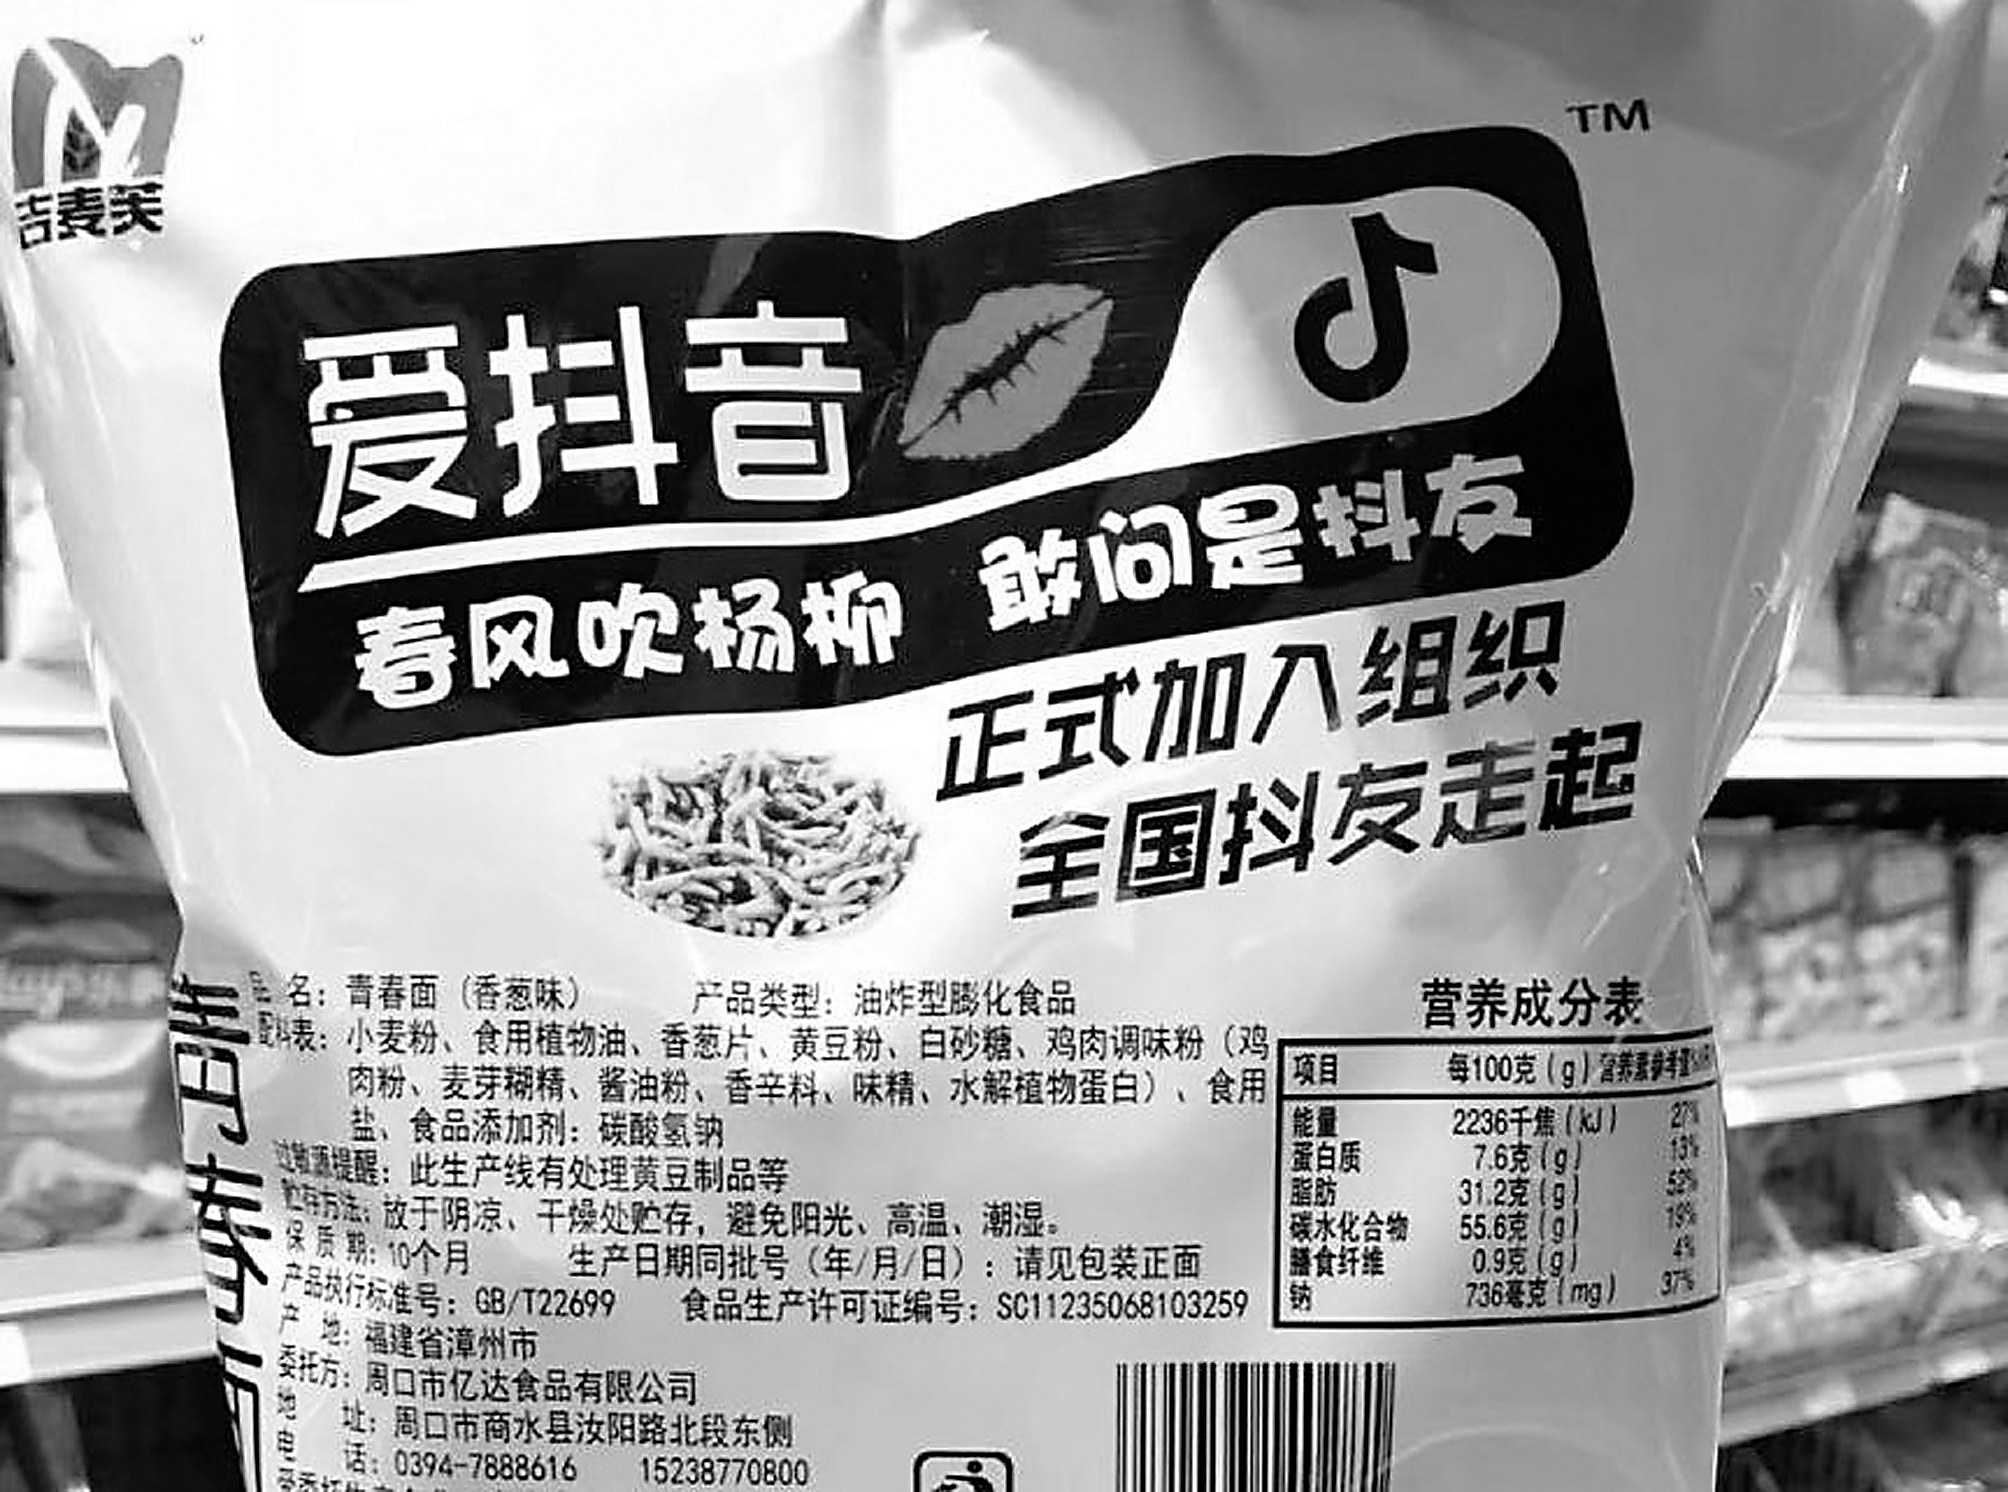 TM
洁麦芙
爱抖音
春风吹杨柳 敢问是抖友
正式加入组织
全国抖友走起
青春面
品 名：青春面（香葱味） 产品类型：油炸型膨化食品
配料表：小麦粉、食用植物油、香葱片、黄豆粉、白砂糖、鸡肉调味粉（鸡
肉粉、麦芽糊精、酱油粉、香辛料、味精、水解植物蛋白）、食用
盐、食品添加剂：碳酸氢钠
过敏源提醒：此生产线有处理黄豆制品等
贮存方法：放于阴凉、干燥处贮存，避免阳光、高温、潮湿。
保 质 期：10个月 生产日期同批号（年/月/日）：请见包装正面
产品执行标准号：GB/T22699 食品生产许可证编号：SC11235068103259
产 地：福建省漳州市
委托方：周口市亿达食品有限公司
地 址：周口市商水县汝阳路北段东侧
电 话：0394-7888616 15238770800
营养成分表
项目 每100克（g） 营养素参考值%
能量 2236千焦（kJ） 27%
蛋白质 7.6克（g） 13%
脂肪 31.2克（g） 52%
碳水化合物 55.6克（g） 19%
膳食纤维 0.9克（g） 4%
钠 736毫克（mg） 37%